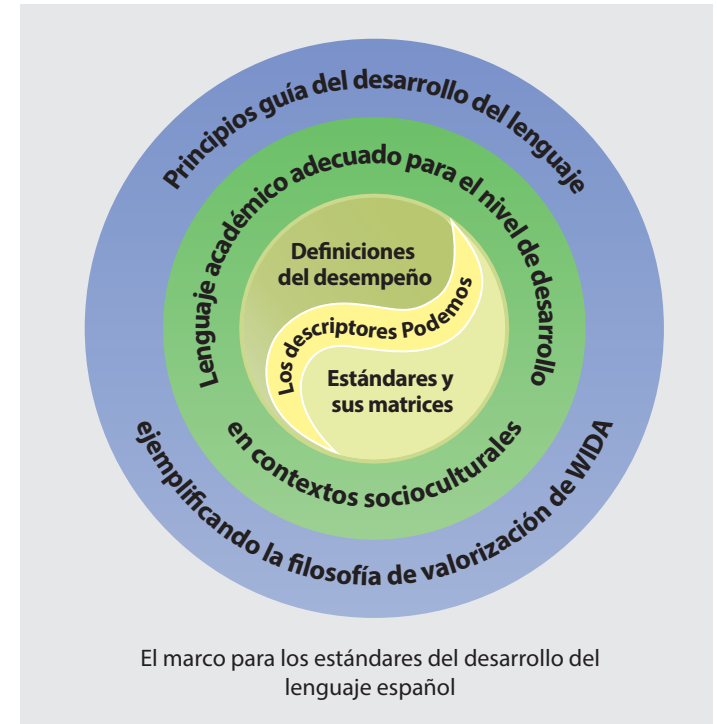 Principios guía del desarrollo del lenguaje
ejemplificando la filosofía de valorización de WIDA
Lenguaje académico adecuado para el nivel de desarrollo
en contextos socioculturales
Definiciones
del desempeño
Los descriptores Podemos
Estándares y
sus matrices
El marco para los estándares del desarrollo del
lenguaje español